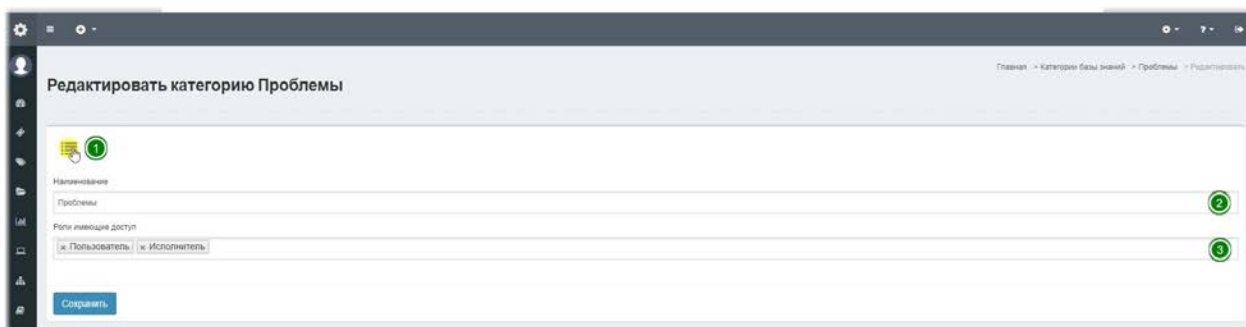 Главная > Категории базы знаний > Проблемы > Редактировать
Редактировать категорию Проблемы
1
Наименование
Проблемы
2
Роли имеющие доступ
× Пользователь × Исполнитель
3
Сохранить